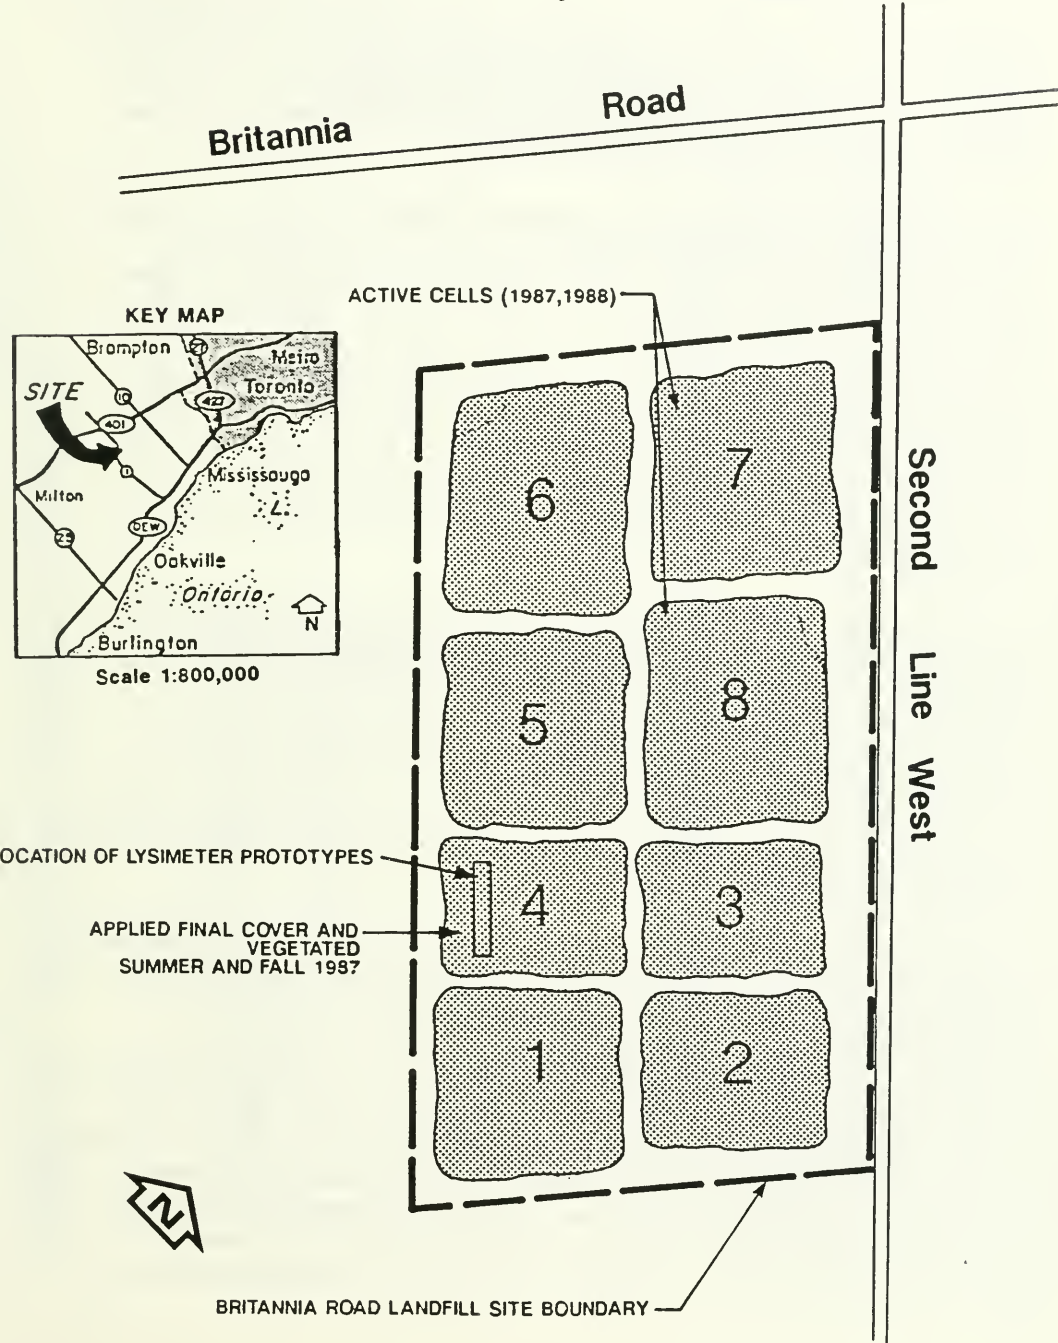 Britannia Road
ACTIVE CELLS (1987,1988)
KEY MAP
Brampton
27
Metro
Toronto
SITE
10
427
401
Mississauga
L.
Milton
QEW
25
Oakville
Ontario
N
Burlington
Scale 1:800,000
6
7
5
8
Second Line West
OCATION OF LYSIMETER PROTOTYPES
4
3
APPLIED FINAL COVER AND
VEGETATED
SUMMER AND FALL 1987
1
2
N
BRITANNIA ROAD LANDFILL SITE BOUNDARY